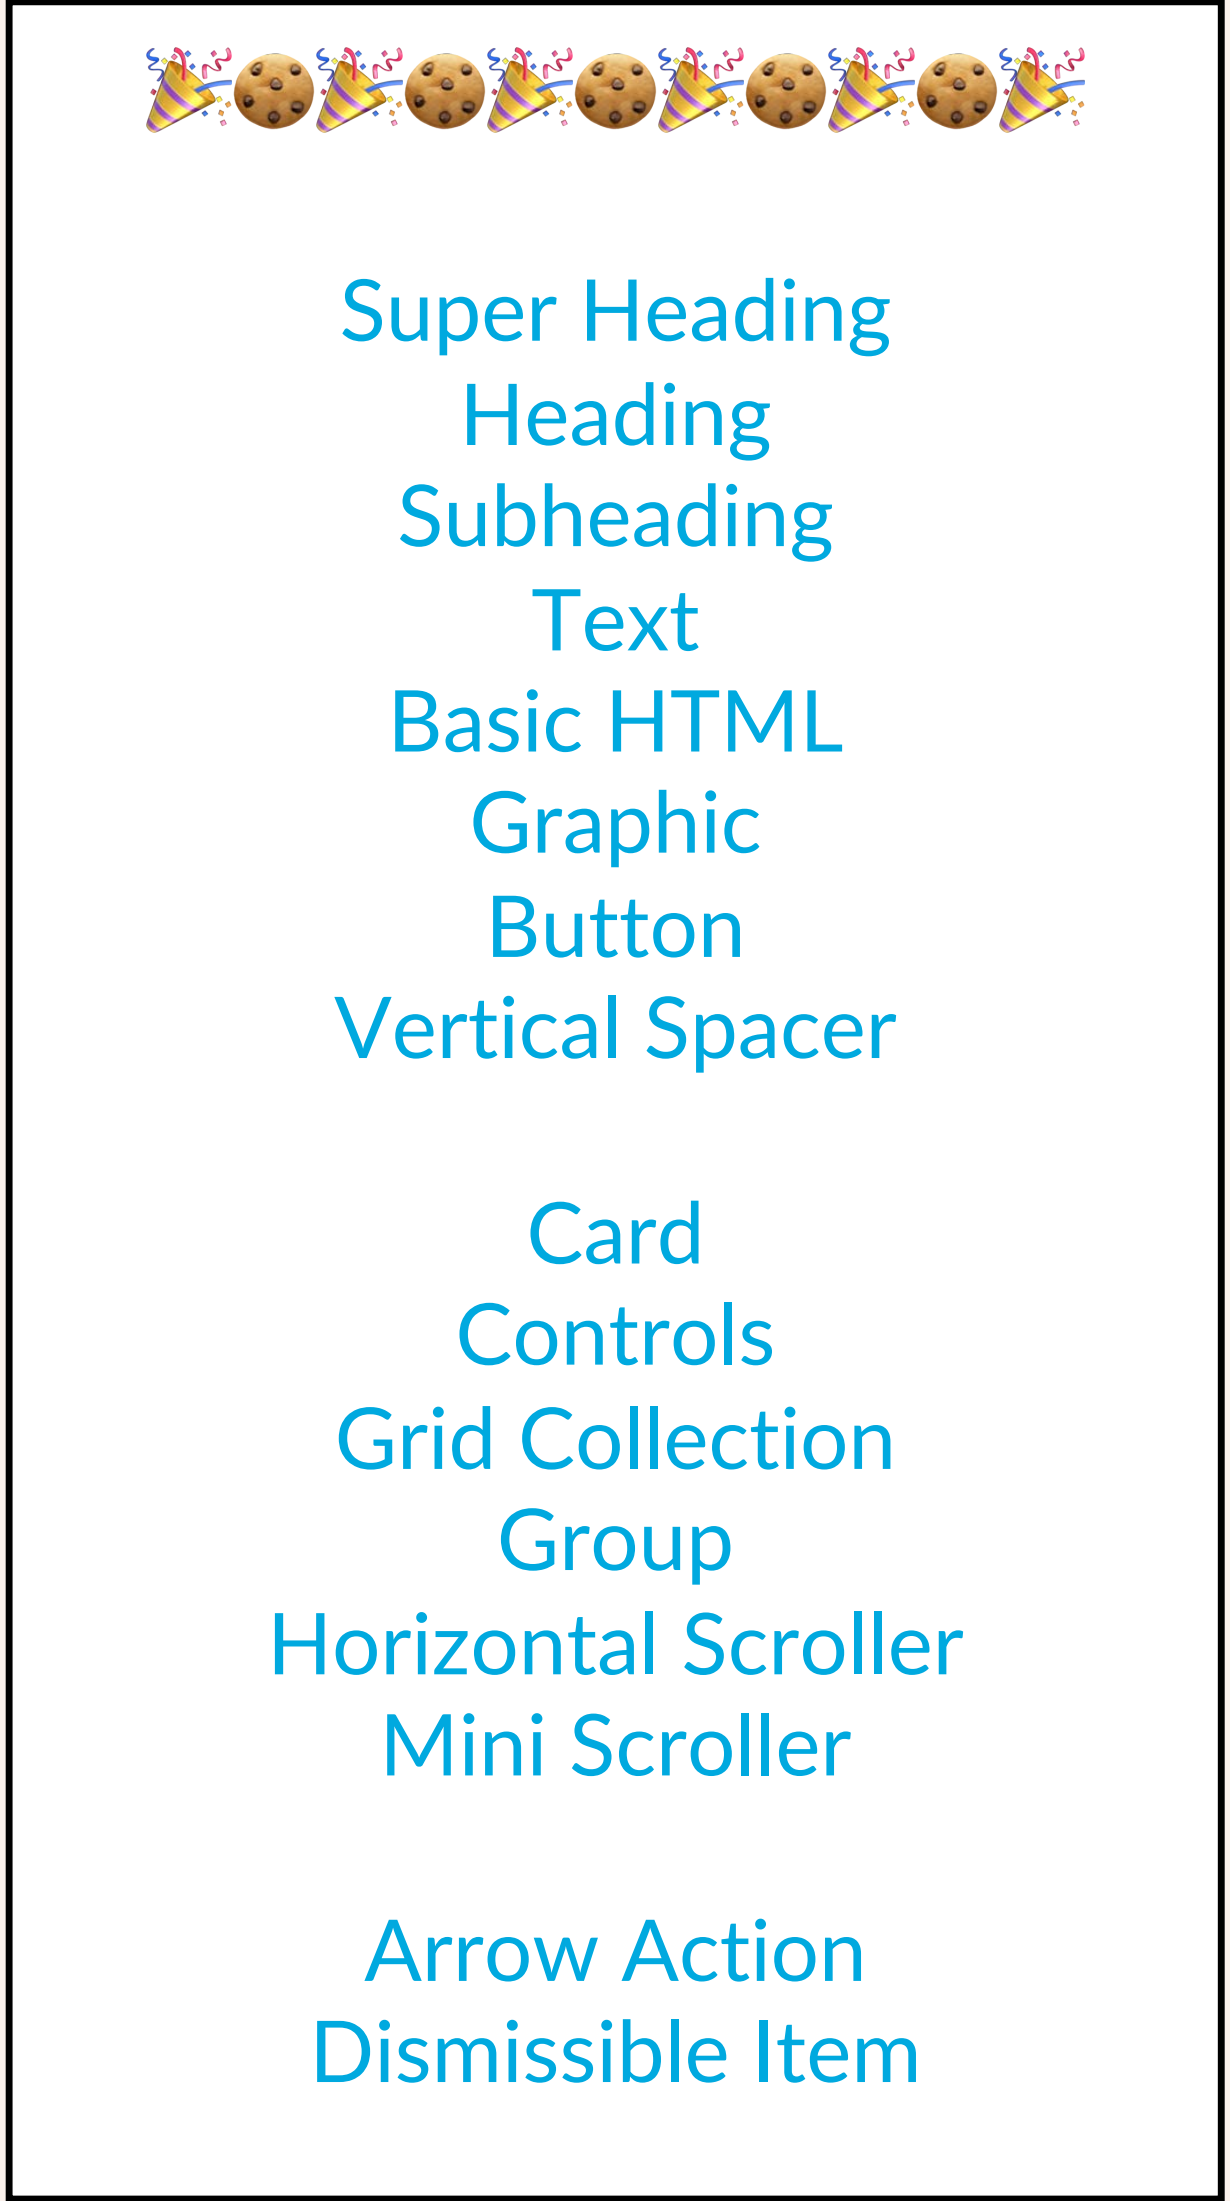 Super Heading
Heading
Subheading
Text
Basic HTML
Graphic
Button
Vertical Spacer
Card
Controls
Grid Collection
Group
Horizontal Scroller
Mini Scroller
Arrow Action
Dismissible Item